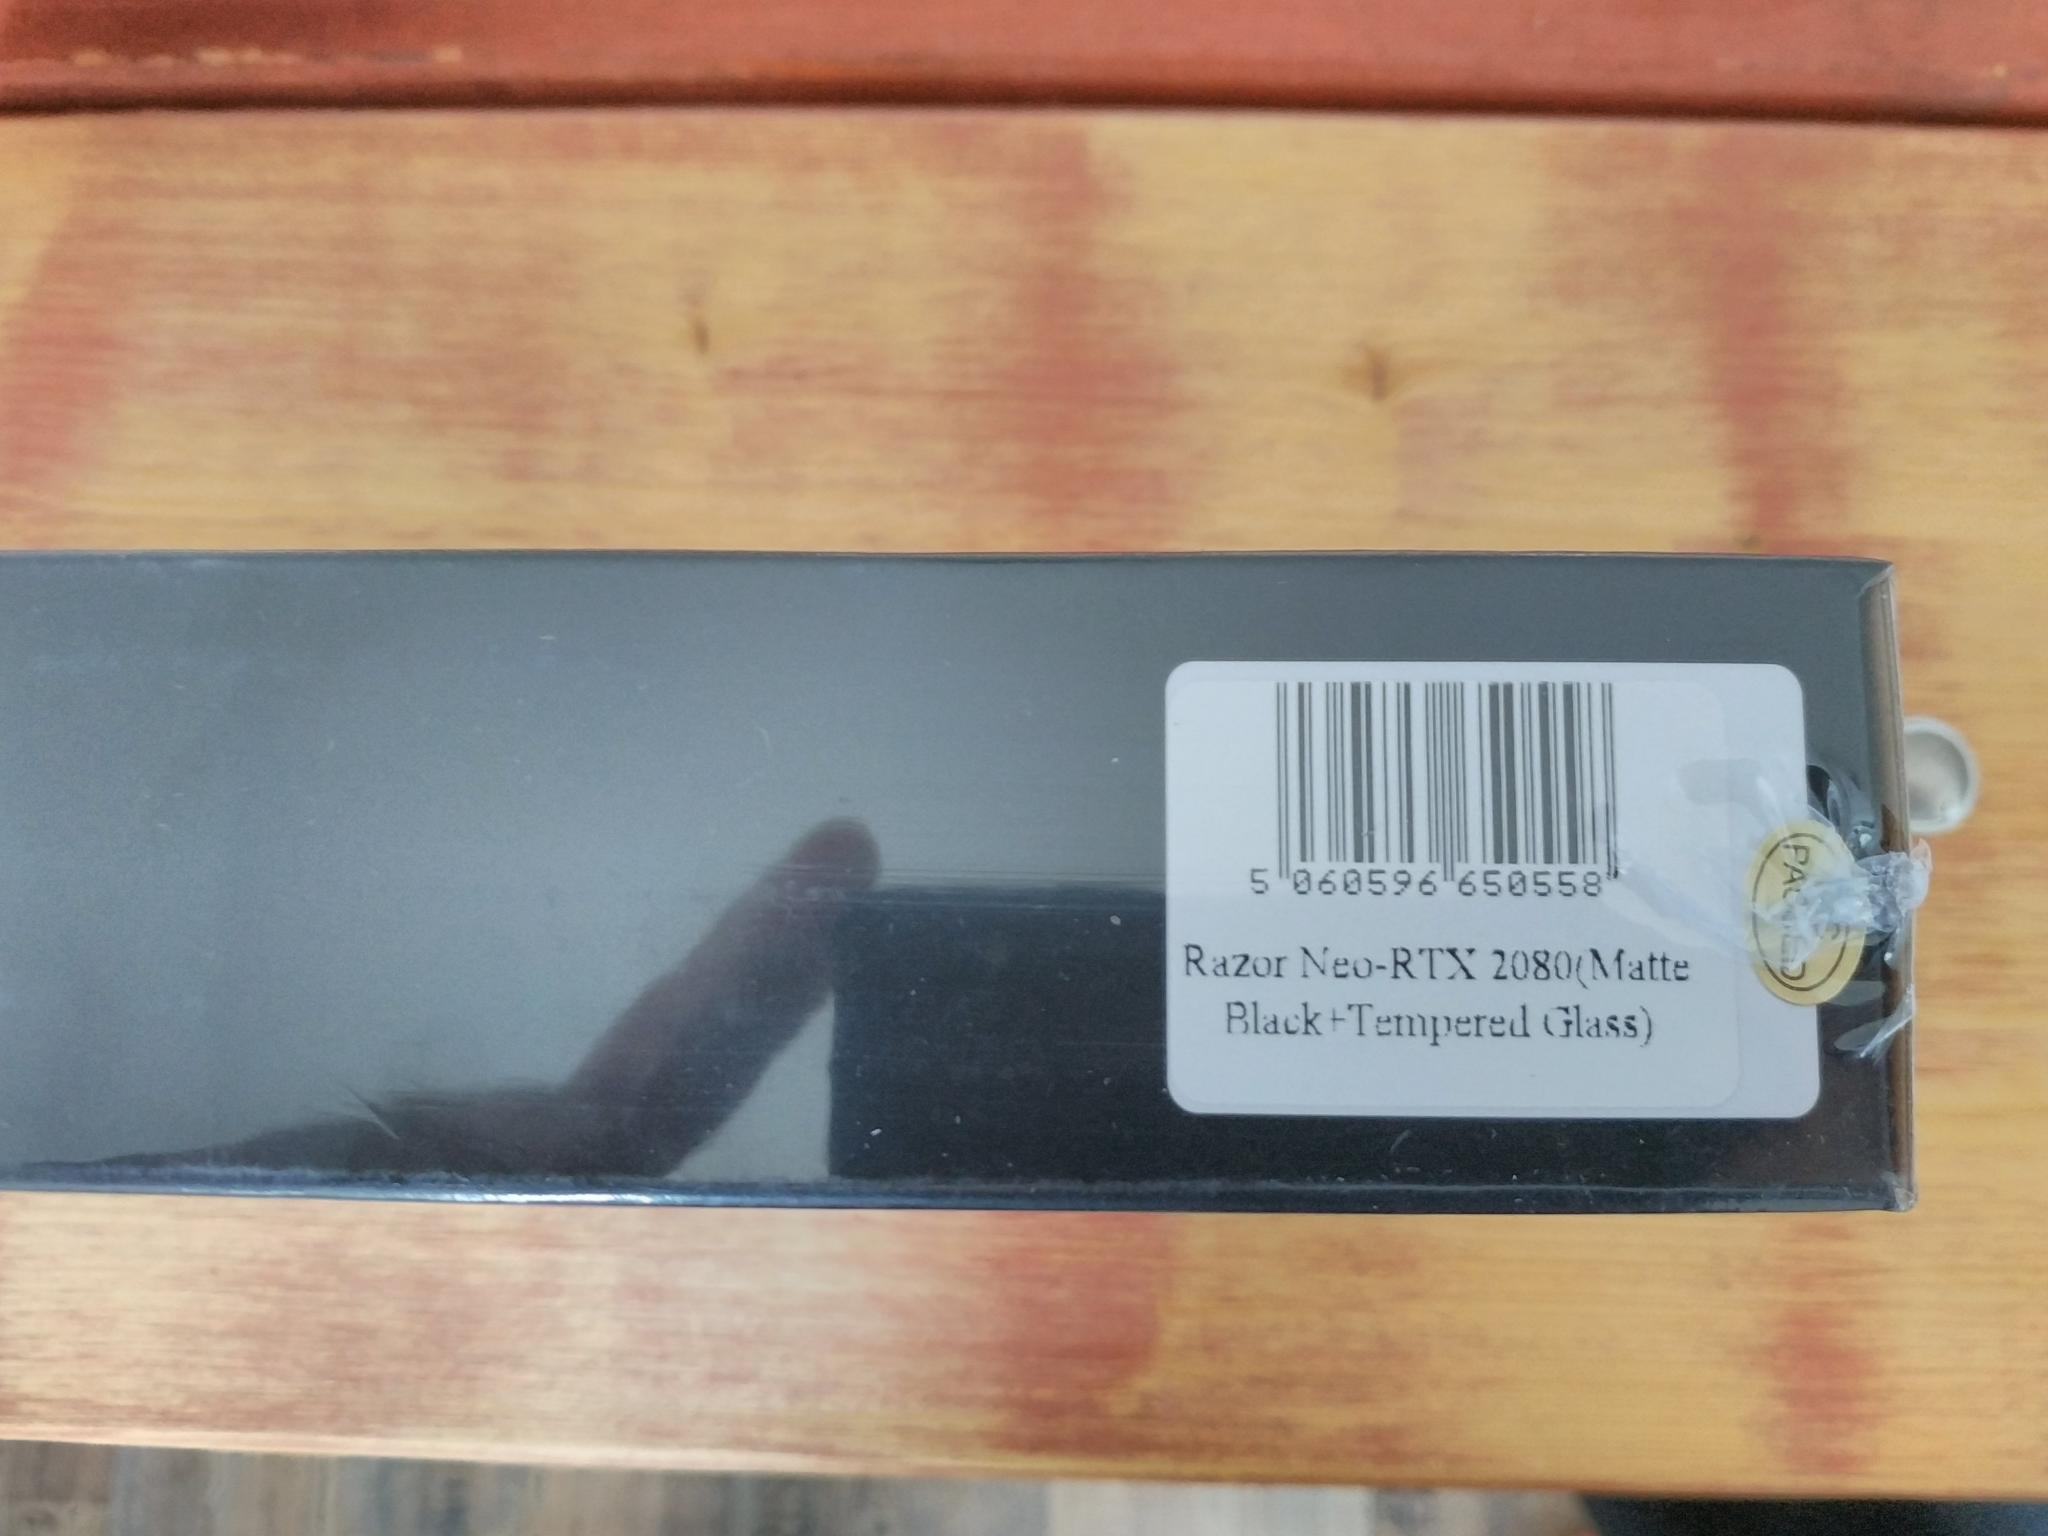 5 060596 650558
Razor Neo-RTX 2080(Matte
Black+Tempered Glass)